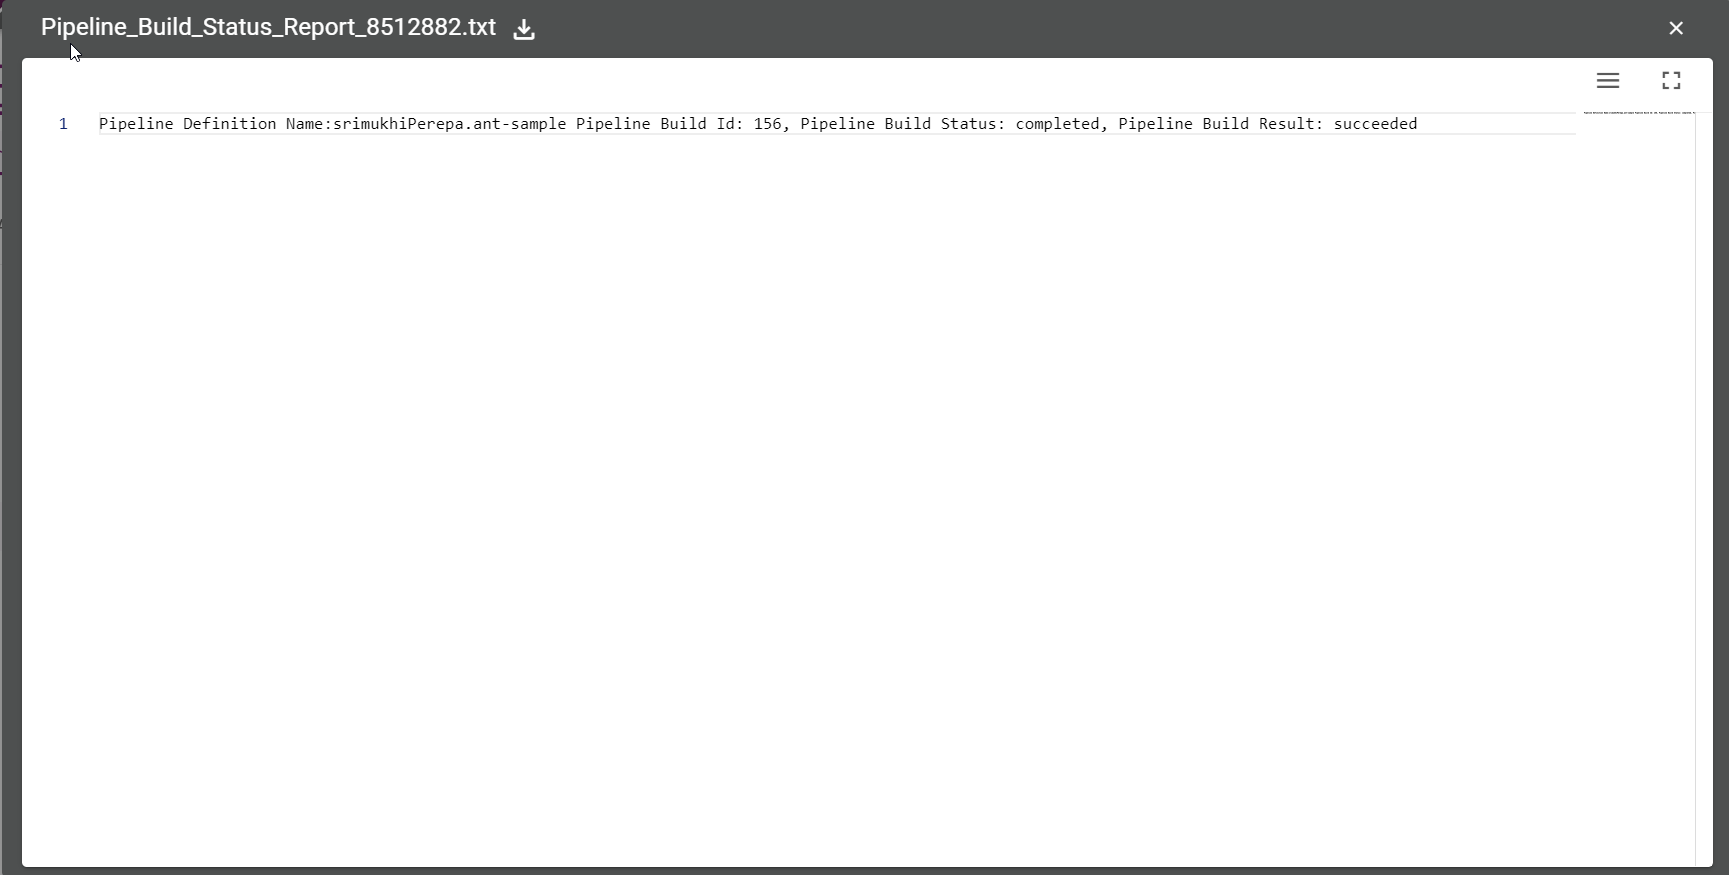 Pipeline_Build_Status_Report_8512882.txt
1 Pipeline Definition Name:srimukhiPerepa.ant-sample Pipeline Build Id: 156, Pipeline Build Status: completed, Pipeline Build Result: succeeded